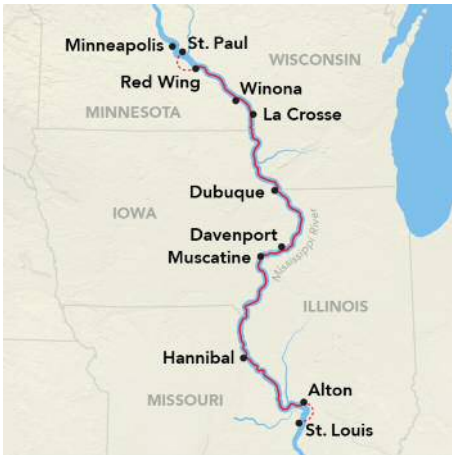 Minneapolis
St. Paul
WISCONSIN
Red Wing
Winona
MINNESOTA
La Crosse
Dubuque
IOWA
Davenport
Mississippi River
Muscatine
ILLINOIS
Hannibal
Alton
MISSOURI
St. Louis